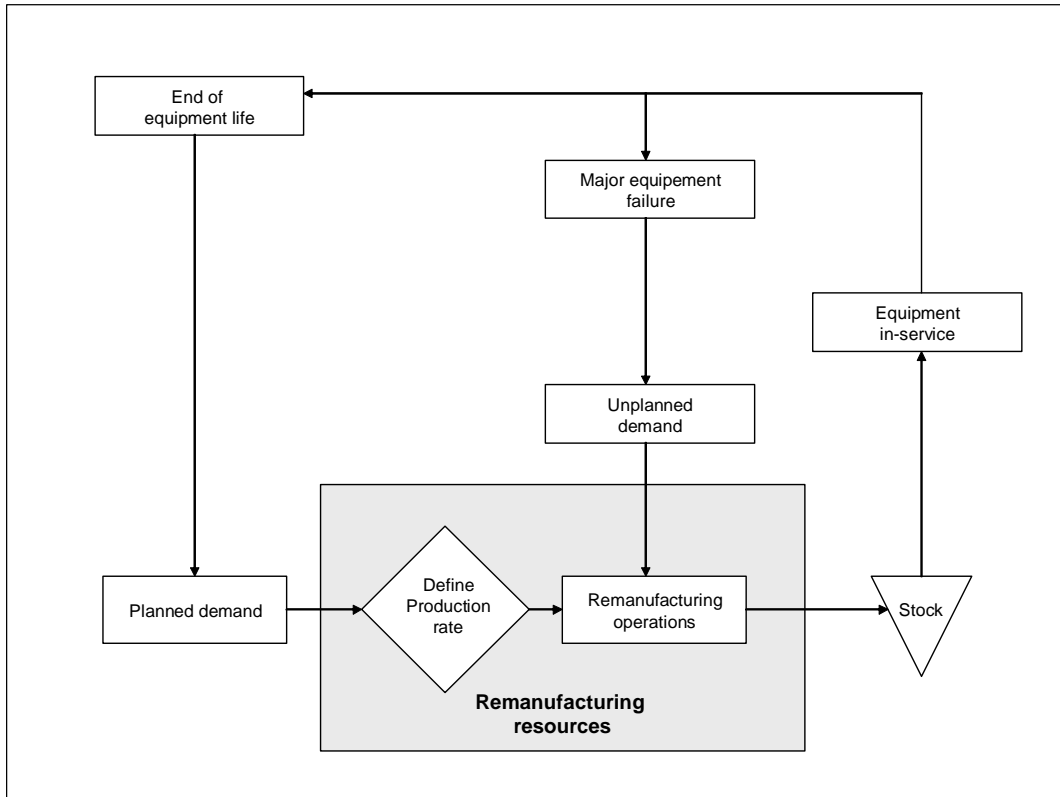 End of
equipment life
Major equipement
failure
Equipment
in-service
Unplanned
demand
Planned demand
Define
Production
rate
Remanufacturing
operations
Stock
Remanufacturing
resources